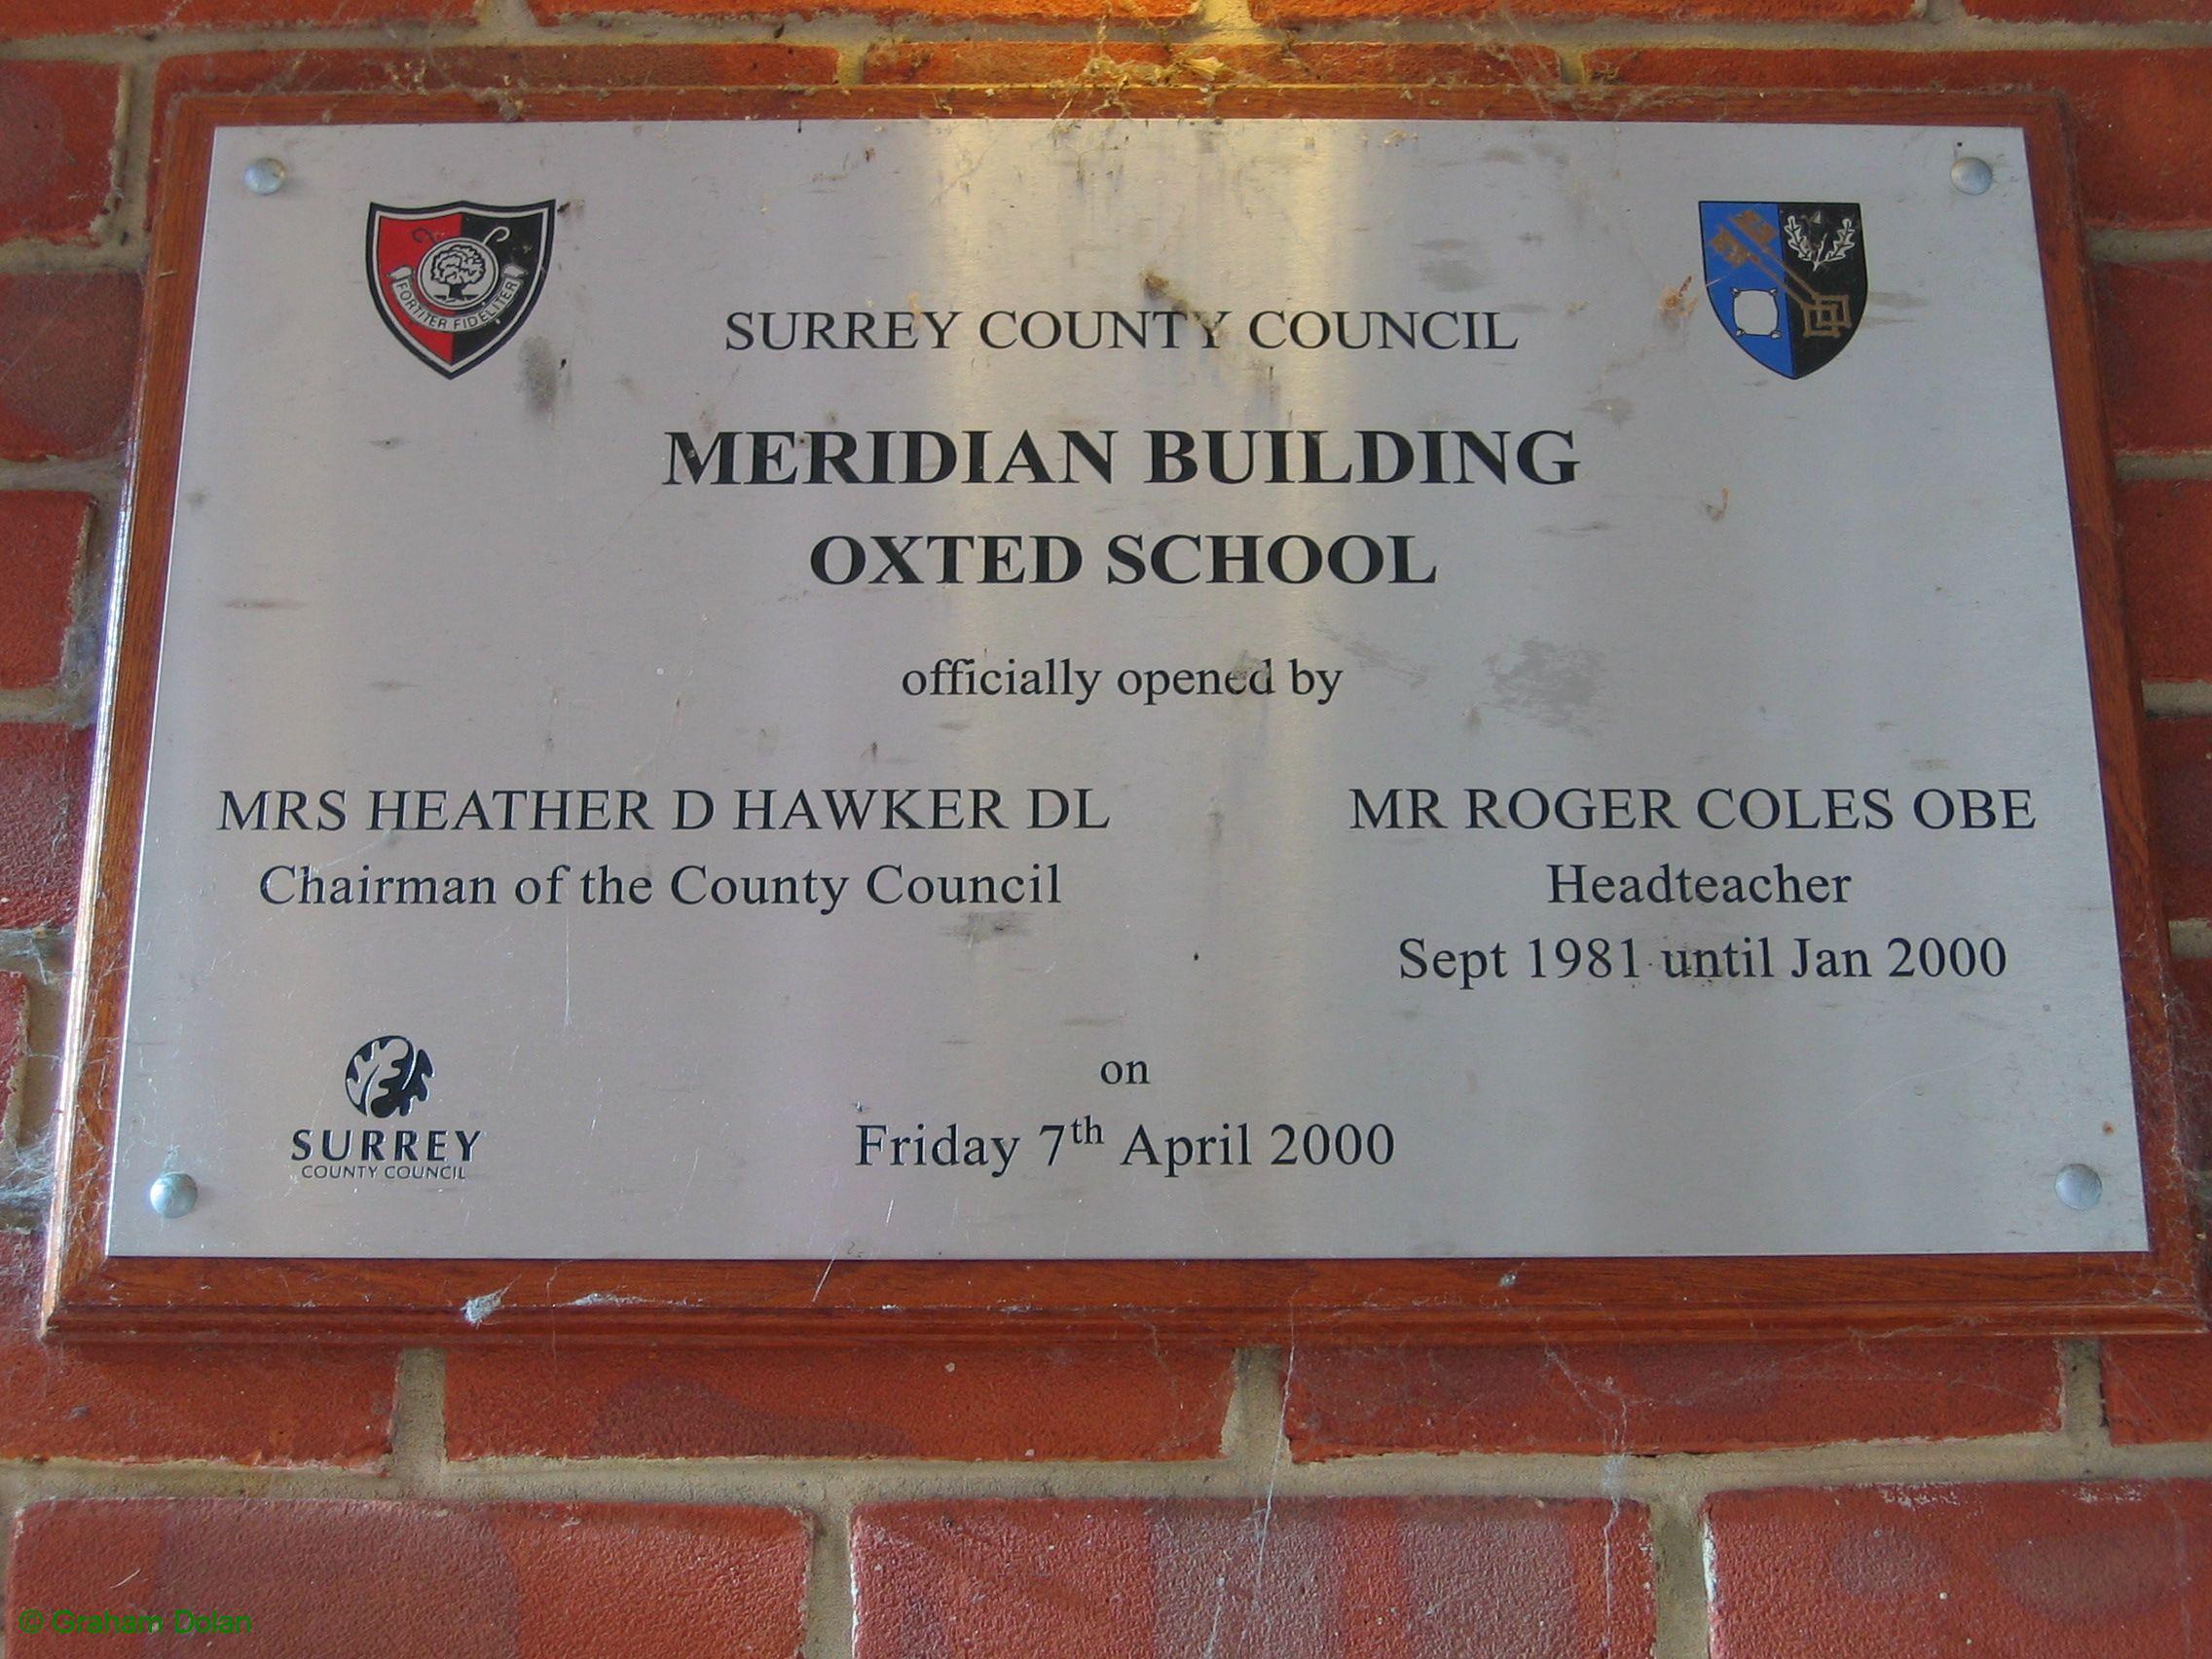 FORTITER FIDELITER
SURREY COUNTY COUNCIL
MERIDIAN BUILDING
OXTED SCHOOL
officially opened by
MRS HEATHER D HAWKER DL
Chairman of the County Council
MR ROGER COLES OBE
Headteacher
Sept 1981 until Jan 2000
on
Friday 7th April 2000
SURREY
COUNTY COUNCIL
© Graham Dolan